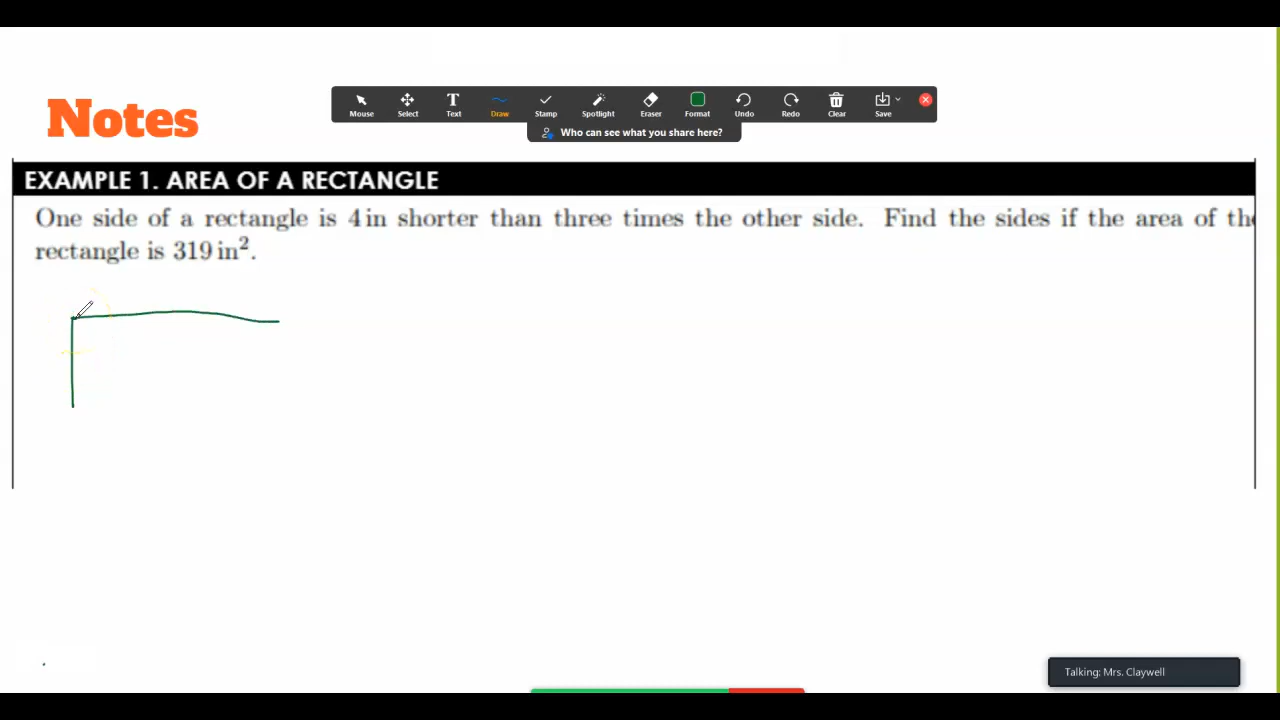 Notes
Mouse Select Text Draw Stamp Spotlight Eraser Format Undo Redo Clear Save
Who can see what you share here?
EXAMPLE 1. AREA OF A RECTANGLE
One side of a rectangle is 4 in shorter than three times the other side. Find the sides if the area of the
rectangle is 319 in².
Talking: Mrs. Claywell